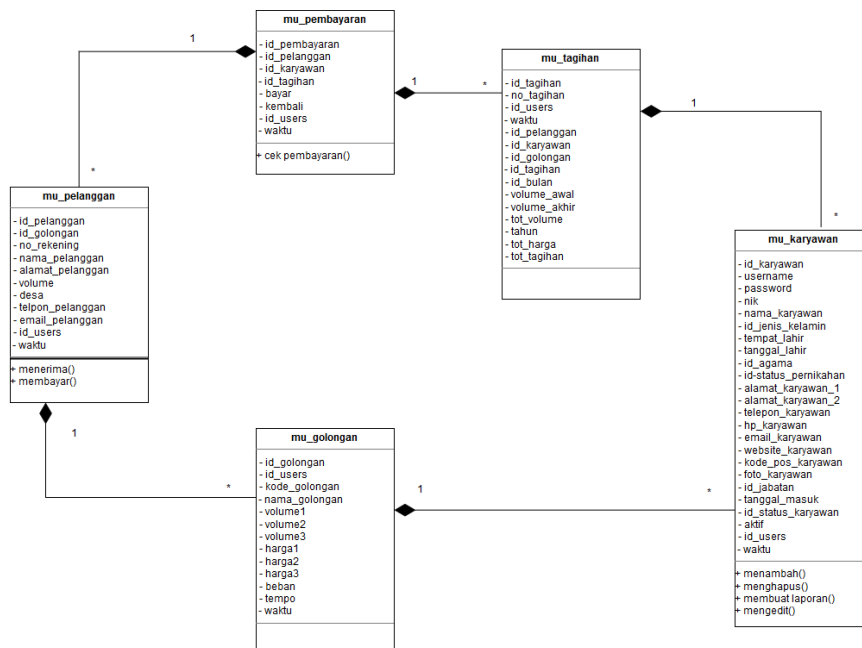 mu_pembayaran
- id_pembayaran
- id_pelanggan
- id_karyawan
- id_tagihan
- bayar
- kembali
- id_users
- waktu
+ cek pembayaran()
1
*
1
*
mu_tagihan
- id_tagihan
- no_tagihan
- id_users
- waktu
- id_pelanggan
- id_karyawan
- id_golongan
- id_tagihan
- id_bulan
- volume_awal
- volume_akhir
- tot_volume
- tahun
- tot_harga
- tot_tagihan
1
*
mu_pelanggan
- id_pelanggan
- id_golongan
- no_rekening
- nama_pelanggan
- alamat_pelanggan
- volume
- desa
- telpon_pelanggan
- email_pelanggan
- id_users
- waktu
+ menerima()
+ membayar()
1
*
mu_karyawan
- id_karyawan
- username
- password
- nik
- nama_karyawan
- id_jenis_kelamin
- tempat_lahir
- tanggal_lahir
- id_agama
- id-status_pernikahan
- alamat_karyawan_1
- alamat_karyawan_2
- telepon_karyawan
- hp_karyawan
- email_karyawan
- website_karyawan
- kode_pos_karyawan
- foto_karyawan
- id_jabatan
- tanggal_masuk
- id_status_karyawan
- aktif
- id_users
- waktu
+ menambah()
+ menghapus()
+ membuat laporan()
+ mengedit()
mu_golongan
- id_golongan
- id_users
- kode_golongan
- nama_golongan
- volume1
- volume2
- volume3
- harga1
- harga2
- harga3
- beban
- tempo
- waktu
1
*